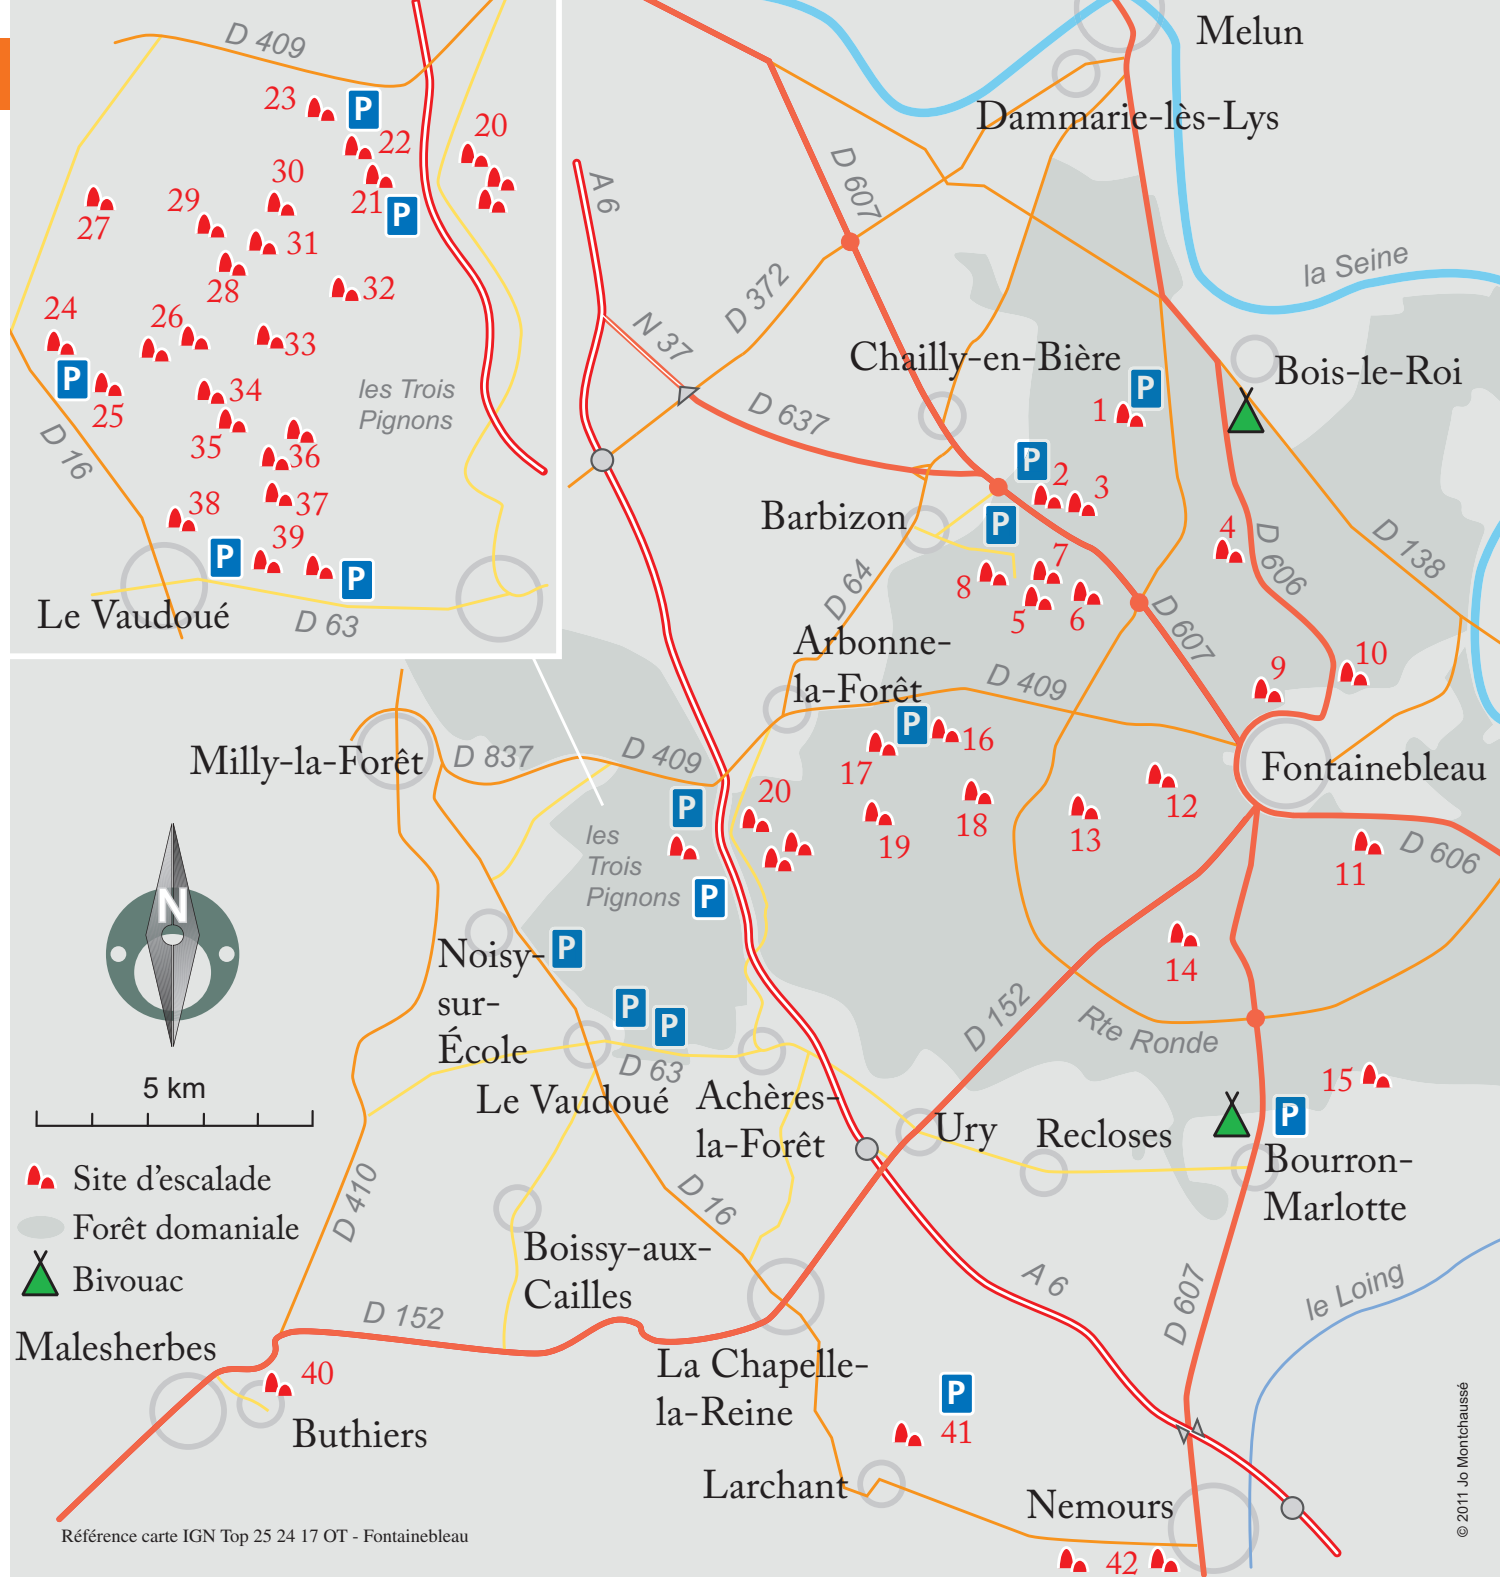 D 409
23
P
22
20
30
21
P
29
27
31
28
32
24
26
33
P
25
34
les Trois
Pignons
35
36
D 16
37
38
39
P
P
Le Vaudoué
D 63
Melun
Dammarie-lès-Lys
D 607
A 6
la Seine
D 372
N 37
Chailly-en-Bière
Bois-le-Roi
P
1
D 637
P
2
3
Barbizon
P
4
D 606
D 138
7
8
5
6
D 64
D 607
Arbonne-
la-Forêt
D 409
9
10
P
16
17
Milly-la-Forêt
D 837
D 409
Fontainebleau
P
20
18
19
12
13
les
Trois
Pignons
P
11
D 606
N
Noisy-
sur-
École
P
14
P
P
D 152
Rte Ronde
D 63
5 km
Le Vaudoué
Achères-
la-Forêt
15
P
Ury
Recloses
Bourron-
Marlotte
Site d'escalade
Forêt domaniale
Bivouac
D 410
D 16
Boissy-aux-
Cailles
A 6
D 607
le Loing
D 152
Malesherbes
40
Buthiers
La Chapelle-
la-Reine
P
41
Larchant
Nemours
42
Référence carte IGN Top 25 24 17 OT - Fontainebleau
© 2011 Jo Montchaussé